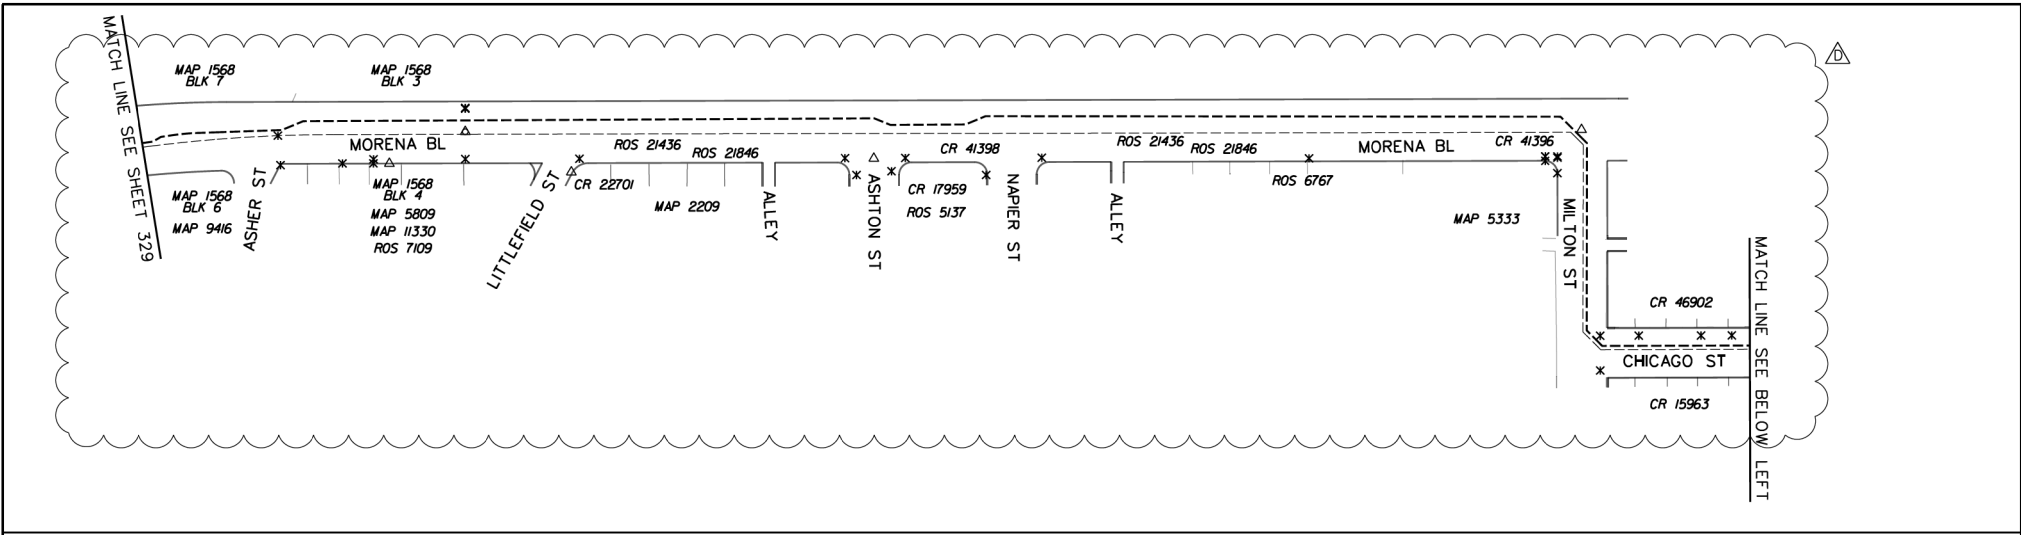 MATCH LINE SEE SHEET 329
MAP 1568
BLK 7
MAP 1568
BLK 3
D
MORENA BL
ROS 21436
ROS 21846
CR 41398
ROS 21436
ROS 21846
MORENA BL
CR 41396
MAP 1568
BLK 6
MAP 9416
ASHER ST
MAP 1568
BLK 4
MAP 5809
MAP 11330
ROS 7109
LITTLEFIELD ST
CR 22701
MAP 2209
ALLEY
ASHTON ST
CR 17959
ROS 5137
NAPIER ST
ALLEY
ROS 6767
MAP 5333
MILTON ST
CR 46902
CHICAGO ST
CR 15963
MATCH LINE SEE BELOW LEFT